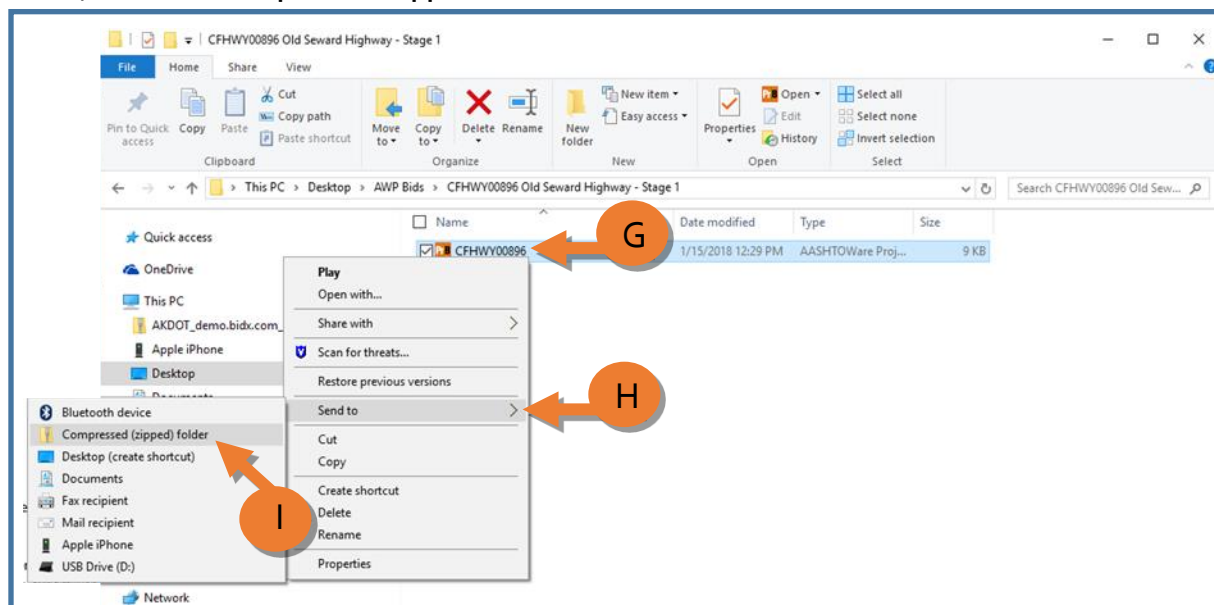 CFHWY00896 Old Seward Highway - Stage 1
File Home Share View
Pin to Quick access
Copy
Paste
Cut
Copy path
Paste shortcut
Clipboard
Move to
Copy to
Delete
Rename
Organize
New folder
New item
Easy access
New
Properties
Open
Edit
History
Open
Select all
Select none
Invert selection
Select
This PC > Desktop > AWP Bids > CFHWY00896 Old Seward Highway - Stage 1
Search CFHWY00896 Old Sew...
Name Date modified Type Size
CFHWY00896 1/15/2018 12:29 PM AASHTOWare Proj... 9 KB
G
Quick access
OneDrive
This PC
AKDOT_demo.bidx.com_
Apple iPhone
Desktop
Network
Play
Open with...
Share with
Scan for threats...
Restore previous versions
Send to
H
Cut
Copy
Create shortcut
Delete
Rename
Properties
Bluetooth device
Compressed (zipped) folder
Desktop (create shortcut)
Documents
Fax recipient
Mail recipient
Apple iPhone
USB Drive (D:)
I